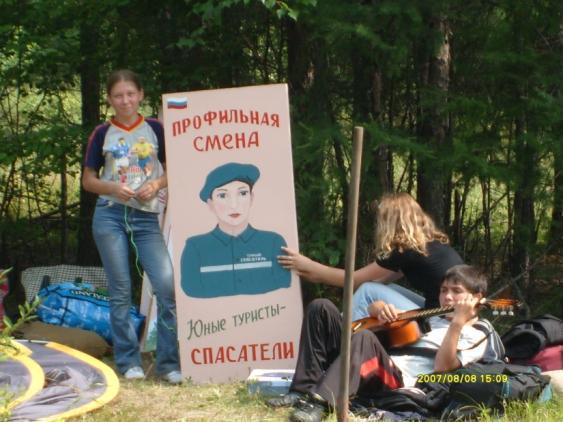 ПРОФИЛЬНАЯ
СМЕНА
Юные туристы-
СПАСАТЕЛИ
2007/08/08 15:09